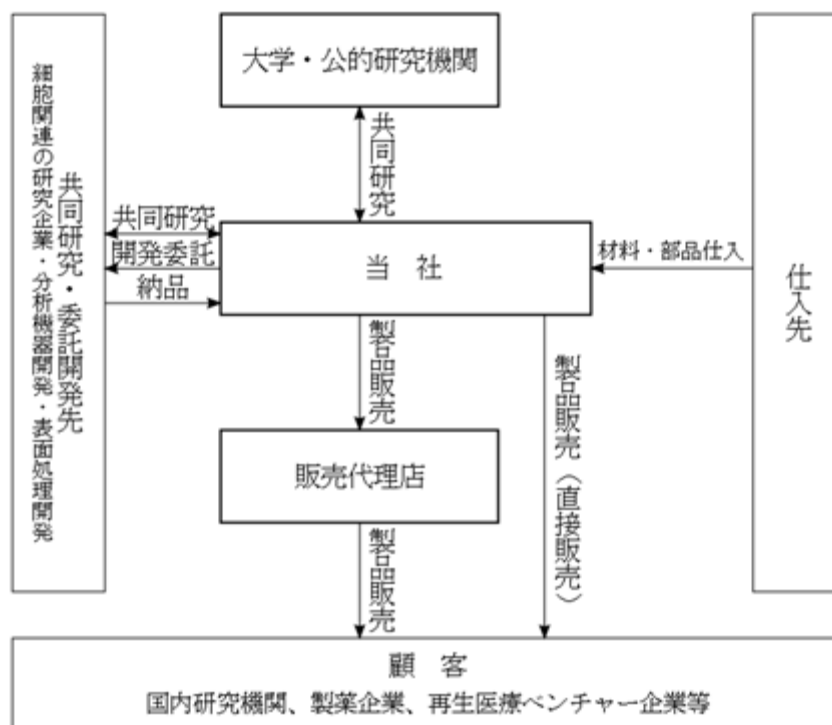 大学・公的研究機関
共同研究
共同研究・委託開発先
細胞関連の研究企業・分析機器開発・表面処理開発
共同研究
開発委託
納品
当 社
材料・部品仕入
仕入先
製品販売
製品販売(直接販売)
販売代理店
製品販売
顧 客
国内研究機関、製薬企業、再生医療ベンチャー企業等